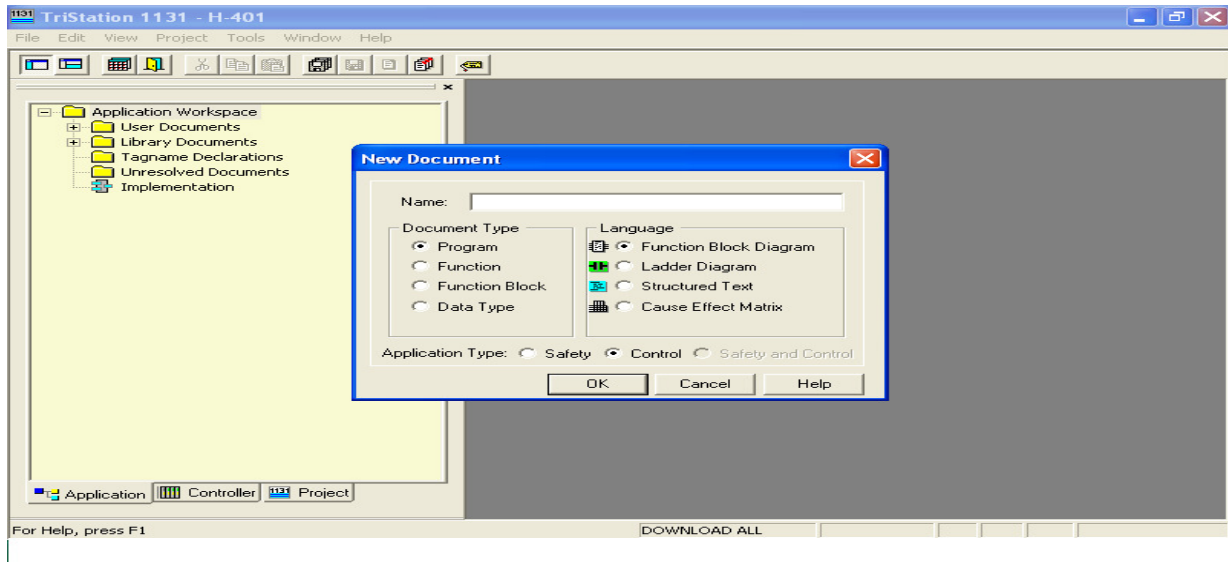 1131 TriStation 1131 - H-401
File Edit View Project Tools Window Help
Application Workspace
User Documents
Library Documents
Tagname Declarations
Unresolved Documents
Implementation
New Document
Name:
Document Type
Program
Function
Function Block
Data Type
Language
Function Block Diagram
Ladder Diagram
Structured Text
Cause Effect Matrix
Application Type: Safety Control Safety and Control
OK Cancel Help
Application Controller 1131 Project
For Help, press F1 DOWNLOAD ALL